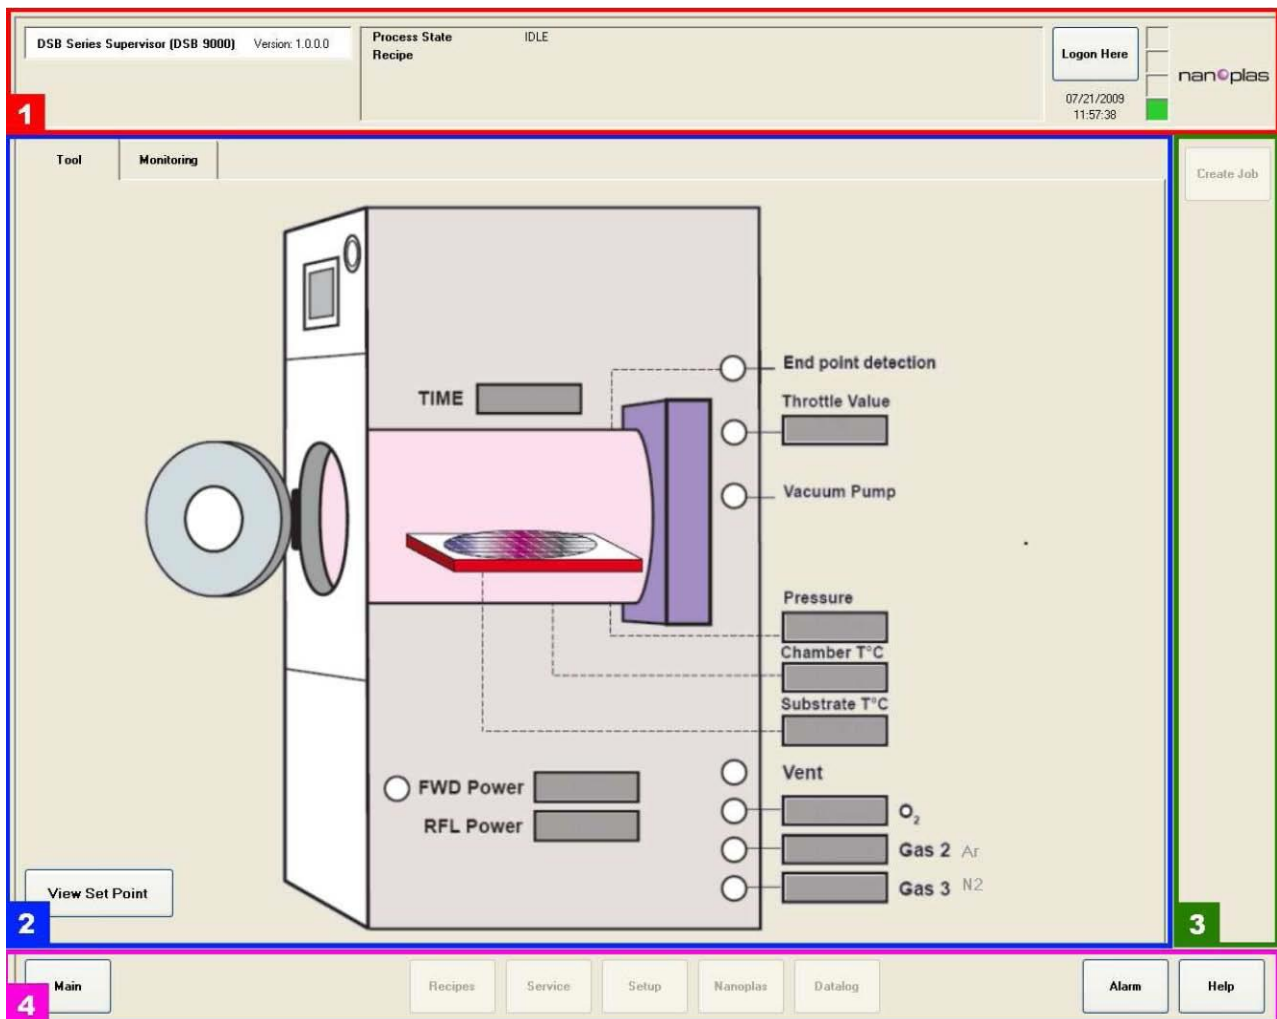 DSB Series Supervisor (DSB 9000) Version: 1.0.0.0
Process State IDLE
Recipe
Logon Here
07/21/2009
11:57:38
nanoplas
1
Tool Monitoring
Create Job
End point detection
TIME
Throttle Value
Vacuum Pump
Pressure
Chamber T°C
Substrate T°C
Vent
FWD Power
RFL Power
O₂
Gas 2 Ar
Gas 3 N2
View Set Point
2
3
Main Recipes Service Setup Nanoplas Datalog Alarm Help
4